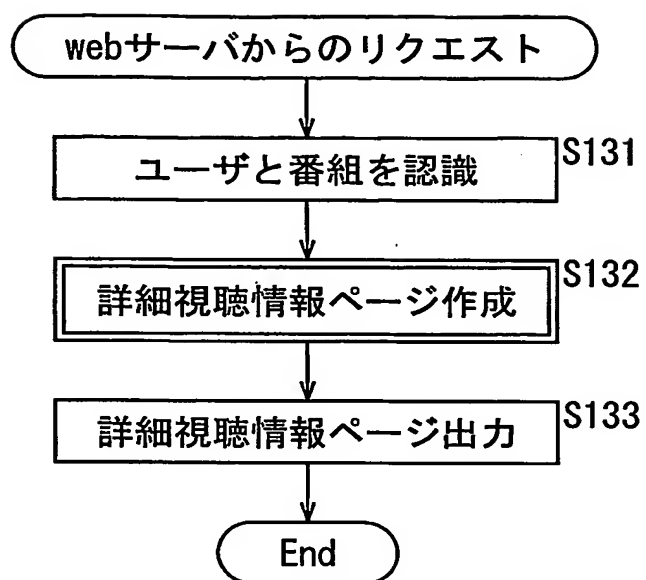 webサーバからのリクエスト
S131
ユーザと番組を認識
S132
詳細視聴情報ページ作成
S133
詳細視聴情報ページ出力
End